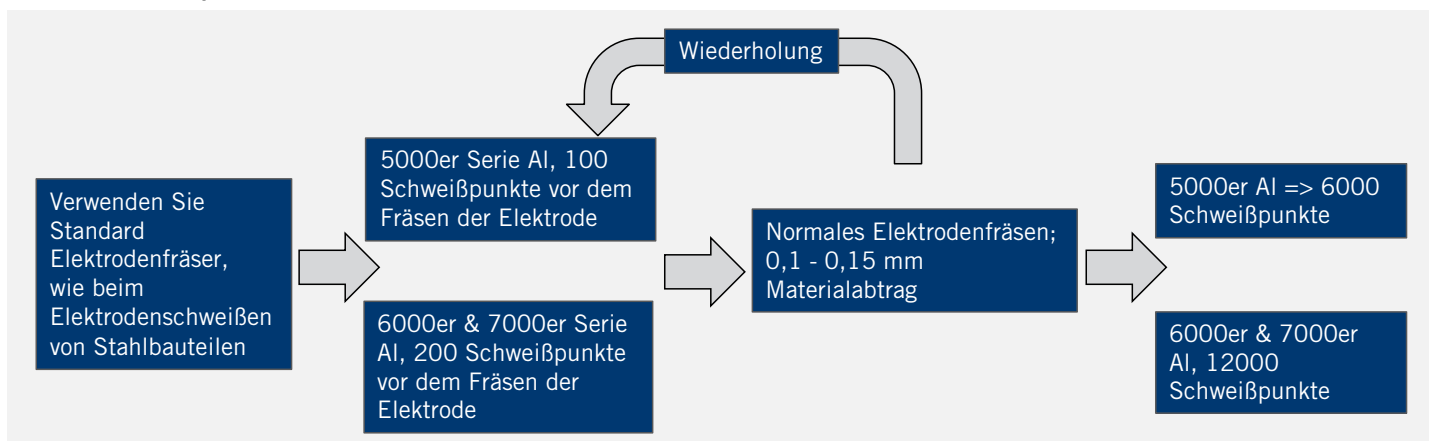 Wiederholung
Verwenden Sie
Standard
Elektrodenfräser,
wie beim
Elektrodenschweißen
von Stahlbauteilen
5000er Serie Al, 100
Schweißpunkte vor dem
Fräsen der Elektrode
6000er & 7000er Serie
Al, 200 Schweißpunkte
vor dem Fräsen der
Elektrode
Normales Elektrodenfräsen;
0,1 - 0,15 mm
Materialabtrag
5000er Al => 6000
Schweißpunkte
6000er & 7000er
Al, 12000
Schweißpunkte